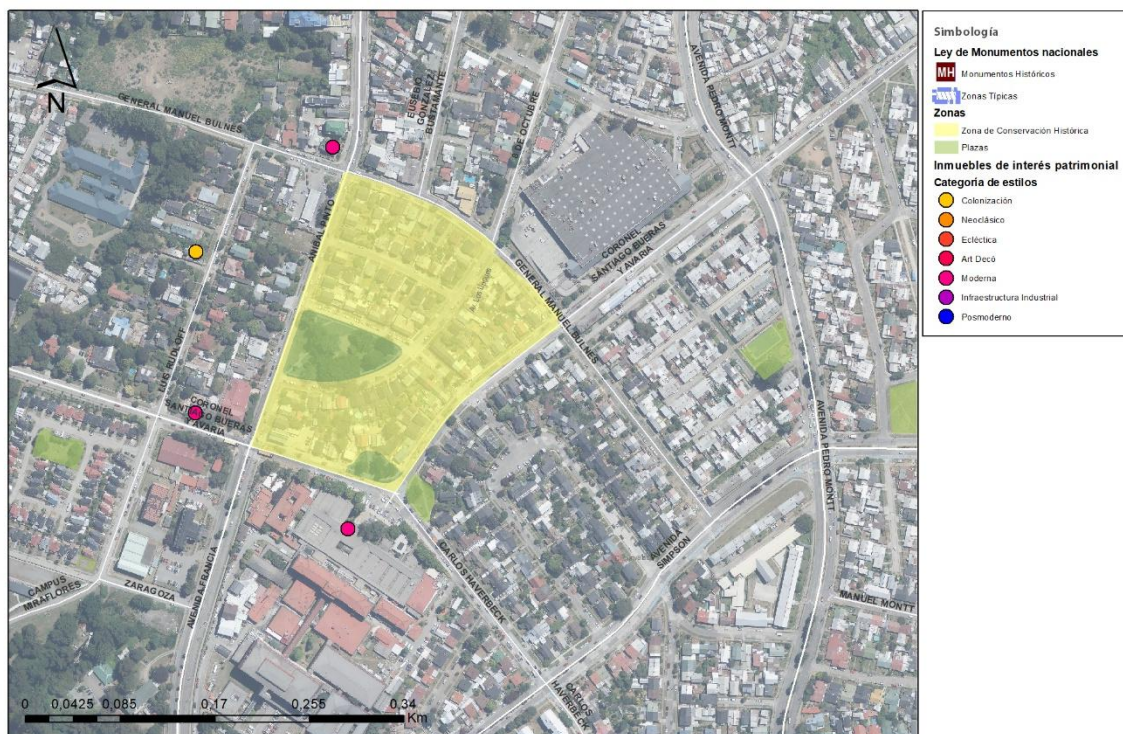 N
GENERAL MANUEL BULNES
EUSEBIO
GONZALEZ
BUSTAMANTE
AVENIDA PEDRO MONTT
ANIBAL PINTO
CORONEL
SANTIAGO BUERAS
Y AVARIA
GENERAL MANUEL BULNES
LUIS RUDLOFF
CORONEL
SANTIAGO BUERAS
Y AVARIA
AVENIDA PEDRO MONTT
AVENIDA
SIMPSON
CARLOS HAVERBECK
AVENIDA FRANCIA
CAMPUS
MIRAFLORES
ZARAGOZA
MANUEL MONTT
CARLOS
HAVERBECK
0 0,0425 0,085 0,17 0,255 0,34
Km
Simbología
Ley de Monumentos nacionales
MH Monumentos Históricos
Zonas Típicas
Zonas
Zona de Conservación Histórica
Plazas
Inmuebles de interés patrimonial
Categoria de estilos
Colonización
Neoclásico
Ecléctica
Art Decó
Moderna
Infraestructura Industrial
Posmoderno